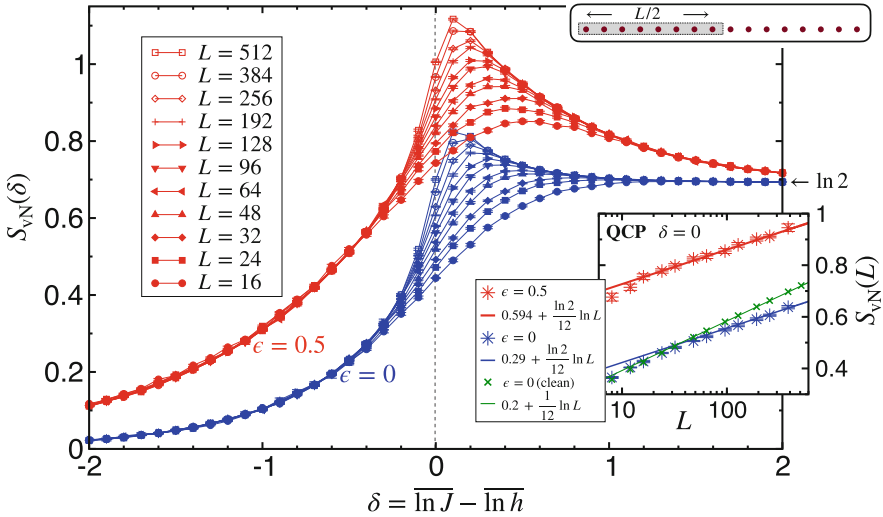 L/2
L = 512
L = 384
L = 256
L = 192
L = 128
L = 96
L = 64
L = 48
L = 32
L = 24
L = 16
S_vN(δ)
1
0.8
0.6
0.4
0.2
0
ϵ = 0.5
ϵ = 0
← ln 2
QCP δ = 0
1
0.8
0.6
0.4
S_vN(L)
10
100
L
ϵ = 0.5
0.594 + ln 2/12 ln L
ϵ = 0
0.29 + ln 2/12 ln L
ϵ = 0 (clean)
0.2 + 1/12 ln L
-2
-1
0
1
2
δ = \overline{ln J} − \overline{ln h}